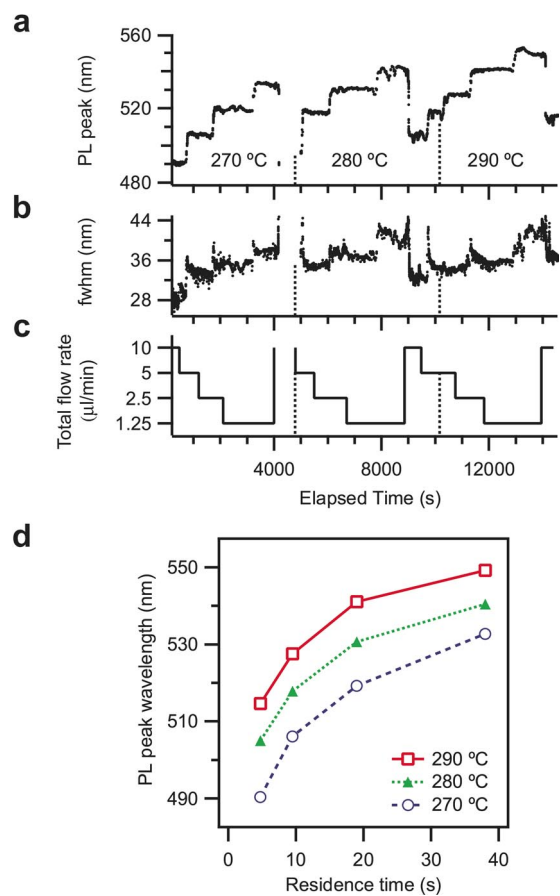 a
560
520
480
PL peak (nm)
270 ºC
280 ºC
290 ºC
b
44
36
28
fwhm (nm)
c
10
5
2.5
1.25
Total flow rate
(µl/min)
4000
8000
12000
Elapsed Time (s)
d
550
530
510
490
PL peak wavelength (nm)
290 ºC
280 ºC
270 ºC
0
10
20
30
40
Residence time (s)